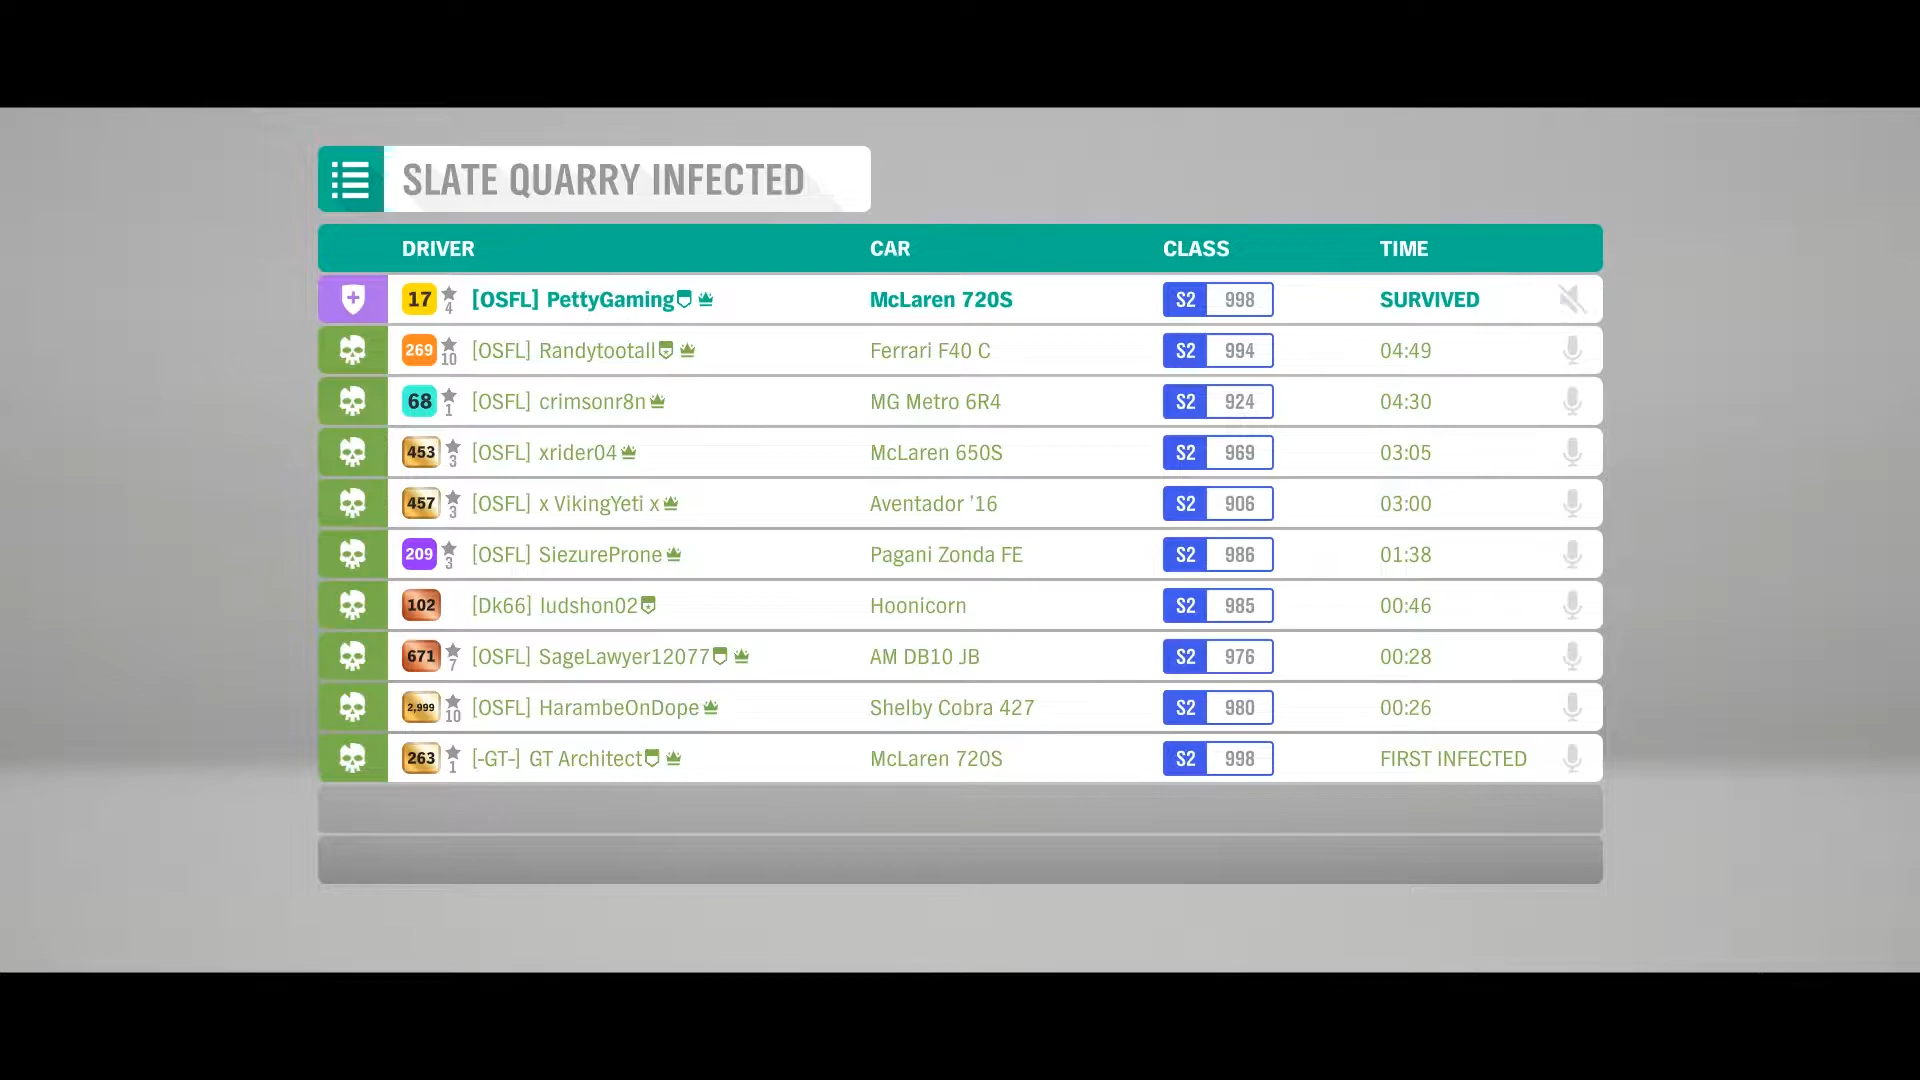 SLATE QUARRY INFECTED
DRIVER CAR CLASS TIME
17 4 [OSFL] PettyGaming McLaren 720S S2 998 SURVIVED
269 10 [OSFL] Randytootall Ferrari F40 C S2 994 04:49
68 1 [OSFL] crimsonr8n MG Metro 6R4 S2 924 04:30
453 3 [OSFL] xrider04 McLaren 650S S2 969 03:05
457 3 [OSFL] x VikingYeti x Aventador ’16 S2 906 03:00
209 3 [OSFL] SiezureProne Pagani Zonda FE S2 986 01:38
102 [Dk66] ludshon02 Hoonicorn S2 985 00:46
671 7 [OSFL] SageLawyer12077 AM DB10 JB S2 976 00:28
2,999 10 [OSFL] HarambeOnDope Shelby Cobra 427 S2 980 00:26
263 1 [-GT-] GT Architect McLaren 720S S2 998 FIRST INFECTED